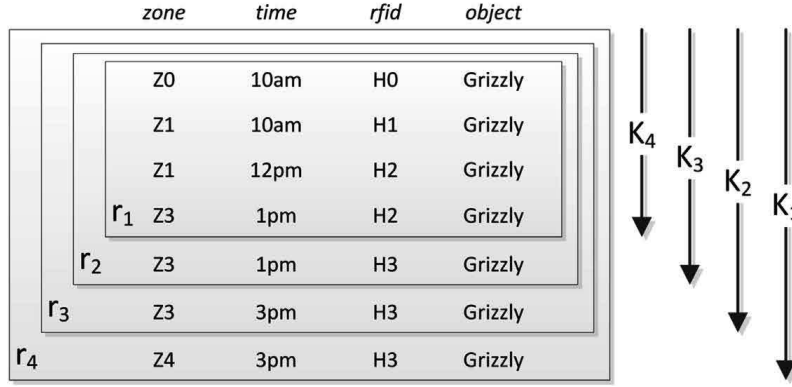 zone time rfid object
Z0 10am H0 Grizzly
Z1 10am H1 Grizzly
Z1 12pm H2 Grizzly
r₁ Z3 1pm H2 Grizzly
r₂ Z3 1pm H3 Grizzly
r₃ Z3 3pm H3 Grizzly
r₄ Z4 3pm H3 Grizzly
K₄
K₃
K₂